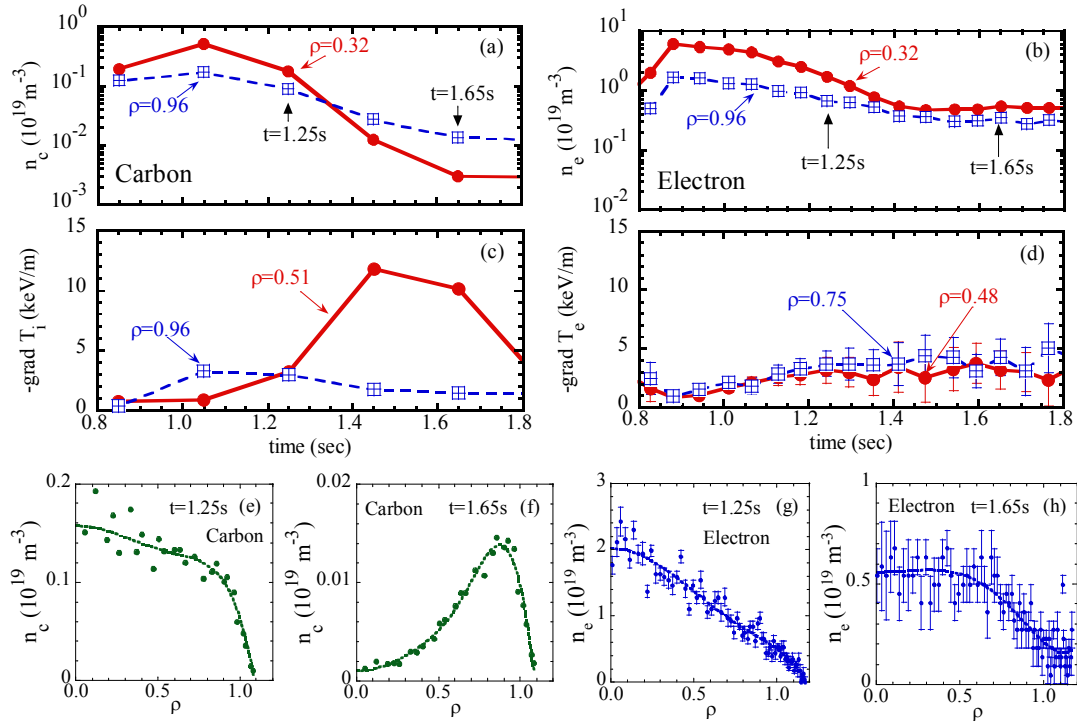 10^0
10^-1
10^-2
10^-3
n_c (10^19 m^-3)
(a)
ρ=0.32
ρ=0.96
t=1.25s
t=1.65s
Carbon
10^1
10^0
10^-1
10^-2
n_e (10^19 m^-3)
(b)
ρ=0.32
ρ=0.96
t=1.25s
t=1.65s
Electron
15
10
5
0
-grad T_i (keV/m)
(c)
ρ=0.51
ρ=0.96
0.8 1.0 1.2 1.4 1.6 1.8
time (sec)
15
10
5
0
-grad T_e (keV/m)
(d)
ρ=0.75
ρ=0.48
0.8 1.0 1.2 1.4 1.6 1.8
time (sec)
0.2
0.1
0
n_c (10^19 m^-3)
t=1.25s (e)
Carbon
0.0 0.5 1.0
ρ
0.02
0.01
0.00
n_c (10^19 m^-3)
Carbon t=1.65s (f)
0.0 0.5 1.0
ρ
3
2
1
0
n_e (10^19 m^-3)
t=1.25s (g)
Electron
0.0 0.5 1.0
ρ
1
0.5
0
n_e (10^19 m^-3)
Electron t=1.65s (h)
0.0 0.5 1.0
ρ